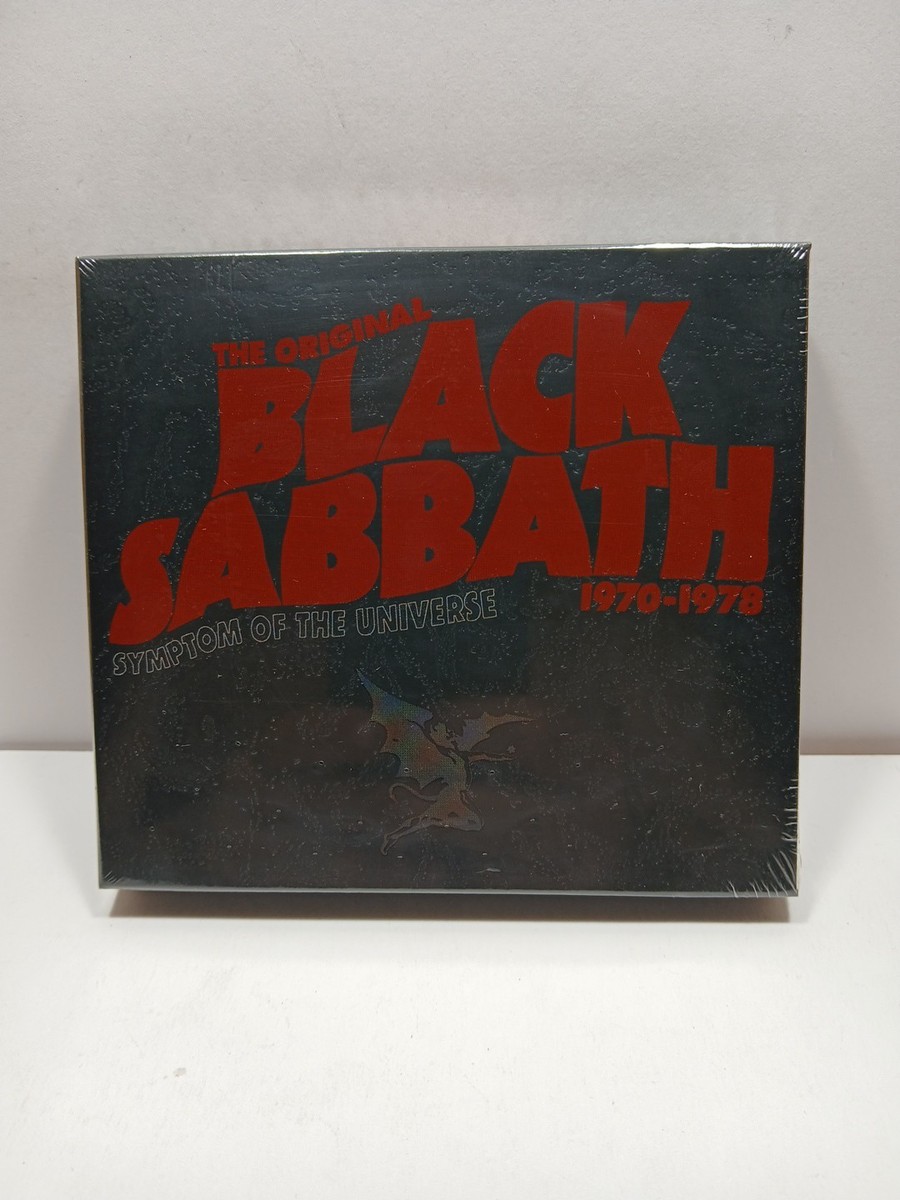 THE ORIGINAL
BLACK
SABBATH
1970-1978
SYMPTOM OF THE UNIVERSE